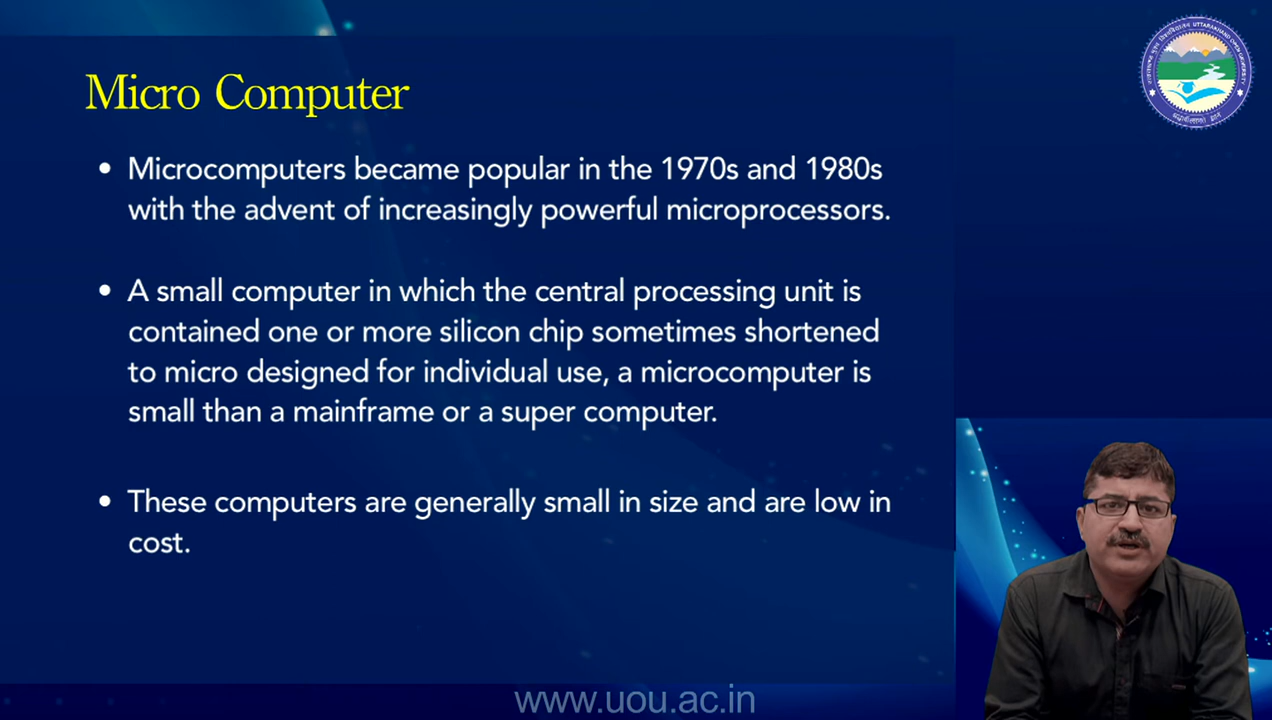 Micro Computer
• Microcomputers became popular in the 1970s and 1980s
with the advent of increasingly powerful microprocessors.
• A small computer in which the central processing unit is
contained one or more silicon chip sometimes shortened
to micro designed for individual use, a microcomputer is
small than a mainframe or a super computer.
• These computers are generally small in size and are low in
cost.
UTTARAKHAND OPEN UNIVERSITY
www.uou.ac.in